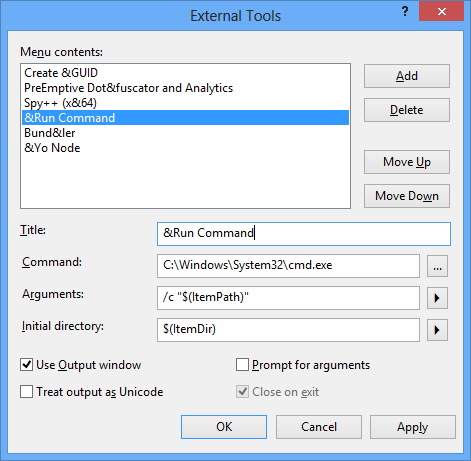 External Tools
?
Menu contents:
Create &GUID
PreEmptive Dot&fuscator and Analytics
Spy++ (x&64)
&Run Command
Bund&ler
&Yo Node
Add
Delete
Move Up
Move Down
Title:
&Run Command
Command:
C:\Windows\System32\cmd.exe
...
Arguments:
/c "$(ItemPath)"
Initial directory:
$(ItemDir)
Use Output window
Prompt for arguments
Treat output as Unicode
Close on exit
OK
Cancel
Apply